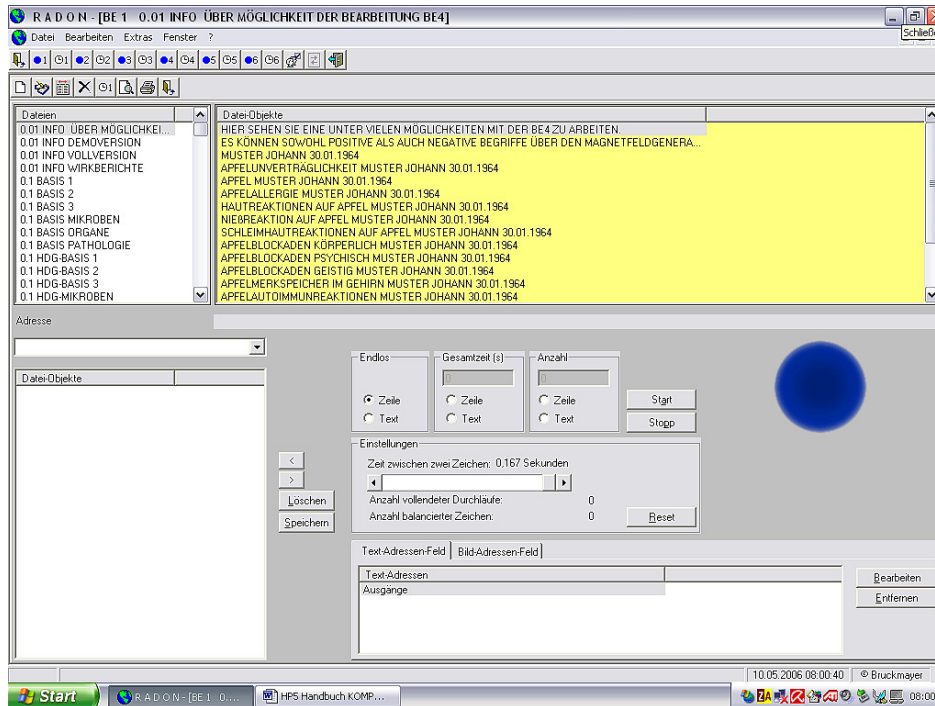 R A D O N - [BE 1 0.01 INFO ÜBER MÖGLICHKEIT DER BEARBEITUNG BE4]
Schließe
Datei Bearbeiten Extras Fenster ?
1 1 2 2 3 3 4 4 5 5 6 6
1
Dateien
0.01 INFO ÜBER MÖGLICHKEI...
0.01 INFO DEMOVERSION
0.01 INFO VOLLVERSION
0.01 INFO WIRKBERICHTE
0.1 BASIS 1
0.1 BASIS 2
0.1 BASIS 3
0.1 BASIS MIKROBEN
0.1 BASIS ORGANE
0.1 BASIS PATHOLOGIE
0.1 HDG-BASIS 1
0.1 HDG-BASIS 2
0.1 HDG-BASIS 3
0.1 HDG-MIKROBEN
Datei-Objekte
HIER SEHEN SIE EINE UNTER VIELEN MÖGLICHKEITEN MIT DER BE4 ZU ARBEITEN.
ES KÖNNEN SOWOHL POSITIVE ALS AUCH NEGATIVE BEGRIFFE ÜBER DEN MAGNETFELDGENERA...
MUSTER JOHANN 30.01.1964
APFELUNVERTRÄGLICHKEIT MUSTER JOHANN 30.01.1964
APFEL MUSTER JOHANN 30.01.1964
APFELALLERGIE MUSTER JOHANN 30.01.1964
HAUTREAKTIONEN AUF APFEL MUSTER JOHANN 30.01.1964
NIEßREAKTION AUF APFEL MUSTER JOHANN 30.01.1964
SCHLEIMHAUTREAKTIONEN AUF APFEL MUSTER JOHANN 30.01.1964
APFELBLOCKADEN KÖRPERLICH MUSTER JOHANN 30.01.1964
APFELBLOCKADEN PSYCHISCH MUSTER JOHANN 30.01.1964
APFELBLOCKADEN GEISTIG MUSTER JOHANN 30.01.1964
APFELMERKSPEICHER IM GEHIRN MUSTER JOHANN 30.01.1964
APFELAUTOIMMUNREAKTIONEN MUSTER JOHANN 30.01.1964
Adresse
Datei-Objekte
<
>
Löschen
Speichern
Endlos Gesamtzeit (s) Anzahl
0 0
Zeile Zeile Zeile
Text Text Text
Start
Stopp
Einstellungen
Zeit zwischen zwei Zeichen: 0,167 Sekunden
Anzahl vollendeter Durchläufe: 0
Anzahl balancierter Zeichen: 0
Reset
Text-Adressen-Feld Bild-Adressen-Feld
Text-Adressen
Ausgänge
Bearbeiten
Entfernen
10.05.2006 08:00:40 © Bruckmayer
Start R A D O N - [BE 1 0.... HP5 Handbuch KOMP... ZA 08:00